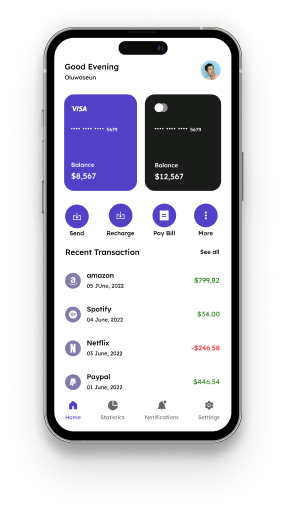 Good Evening
Oluwaseun
VISA
**** **** **** 5679
**** **** **** 5679
Balance
$8,567
Balance
$12,567
Send Recharge Pay Bill More
Recent Transaction See all
amazon
05 JUne, 2022
$799.82
Spotify
04 June, 2022
$34.00
Netflix
03 June, 2022
-$246.58
Paypal
01 June, 2022
$446.54
Home Statistics Notifications Settings